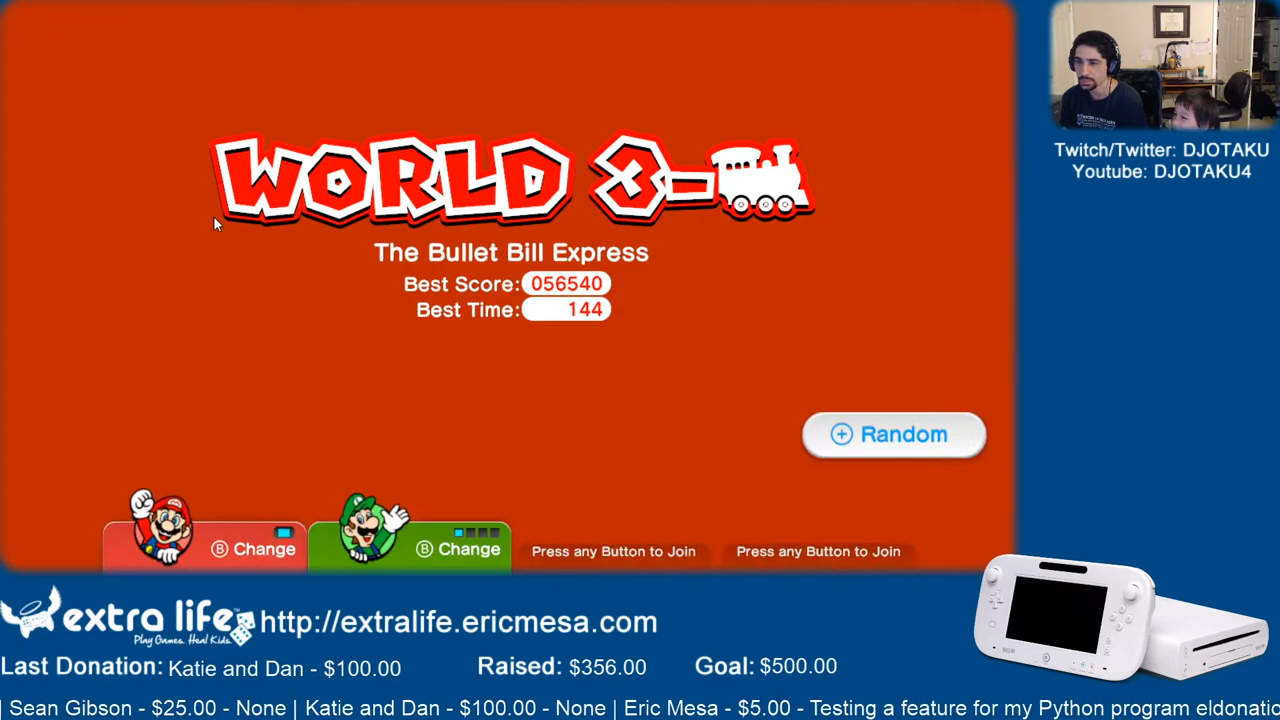 WORLD 3-
The Bullet Bill Express
Best Score: 056540
Best Time: 144
+ Random
B Change
B Change
Press any Button to Join
Press any Button to Join
Twitch/Twitter: DJOTAKU
Youtube: DJOTAKU4
extra life
Play Games. Heal Kids.
http://extralife.ericmesa.com
Last Donation: Katie and Dan - $100.00
Raised: $356.00
Goal: $500.00
| Sean Gibson - $25.00 - None | Katie and Dan - $100.00 - None | Eric Mesa - $5.00 - Testing a feature for my Python program eldonatio